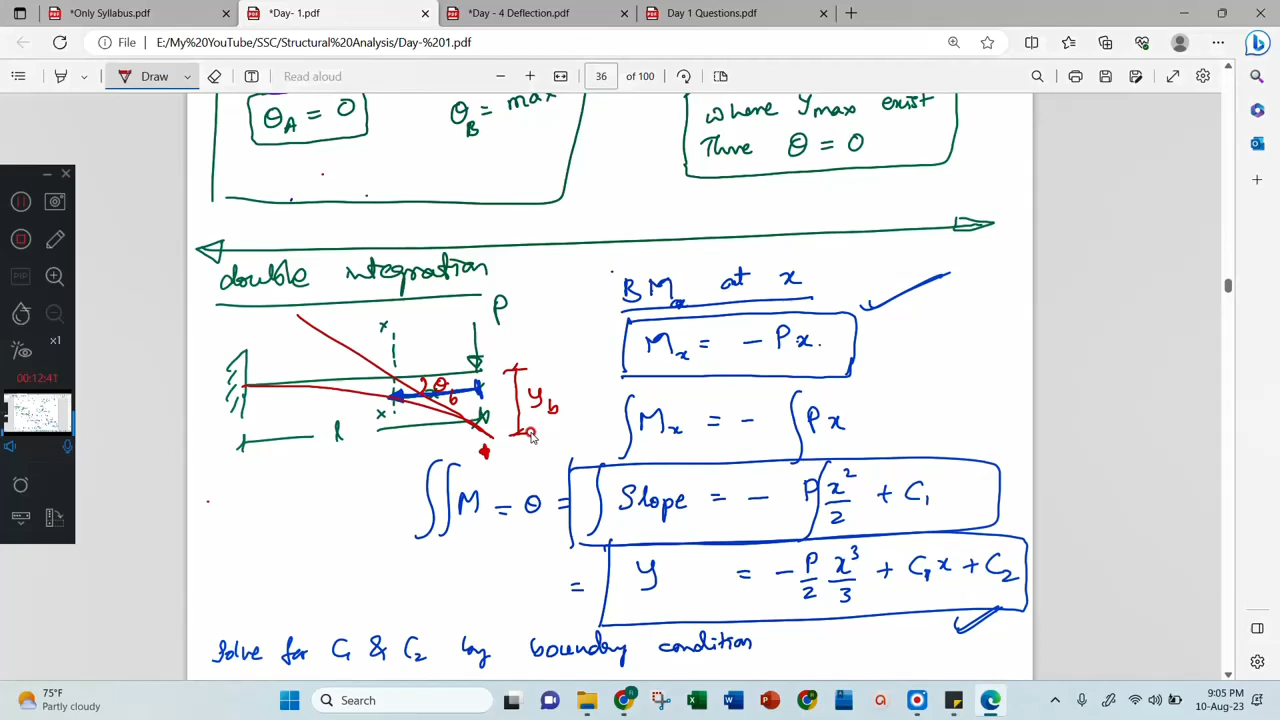 *Only Syllabus.pdf
*Day- 1.pdf
*Day - 4 Deflection.pdf
Day 1 Questions.pdf
File
E:/My%20YouTube/SSC/Structural%20Analysis/Day-%201.pdf
Draw
Read aloud
36 of 100
θA = 0
θB = max
where ymax exist
There θ = 0
double integration
P
x
x
θb
yb
l
BMx at x
Mx = - Px.
∫Mx = - ∫Px
∫∫M = θ = ∫ Slope = - P∫x²/2 + C1
= y = - P/2 x³/3 + C1x + C2
Solve for C1 & C2 by boundary condition
PIP
x1
00:12:41
75°F
Partly cloudy
Search
9:05 PM
10-Aug-23